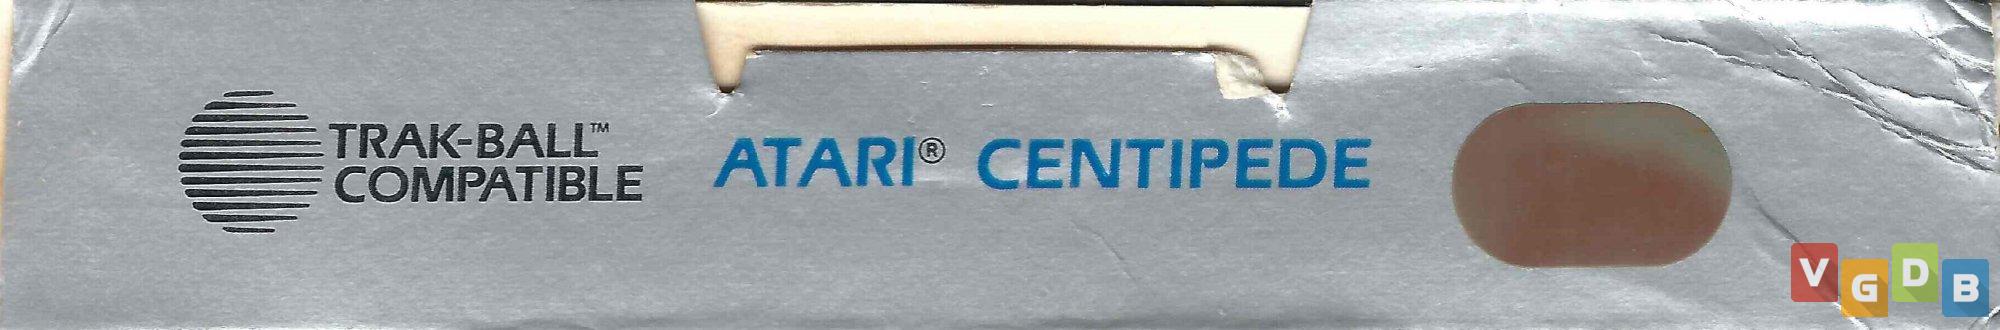 TRAK-BALL™
COMPATIBLE
ATARI® CENTIPEDE
VGDB